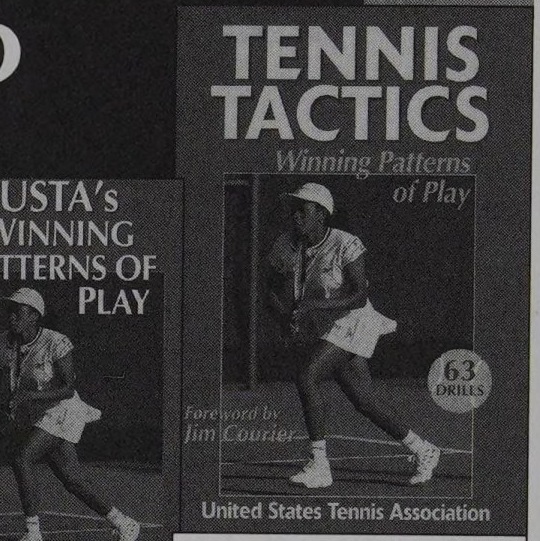 TENNIS
TACTICS
Winning Patterns
of Play
63
DRILLS
Foreword by
Jim Courier
United States Tennis Association
USTA's
WINNING
PATTERNS OF
PLAY